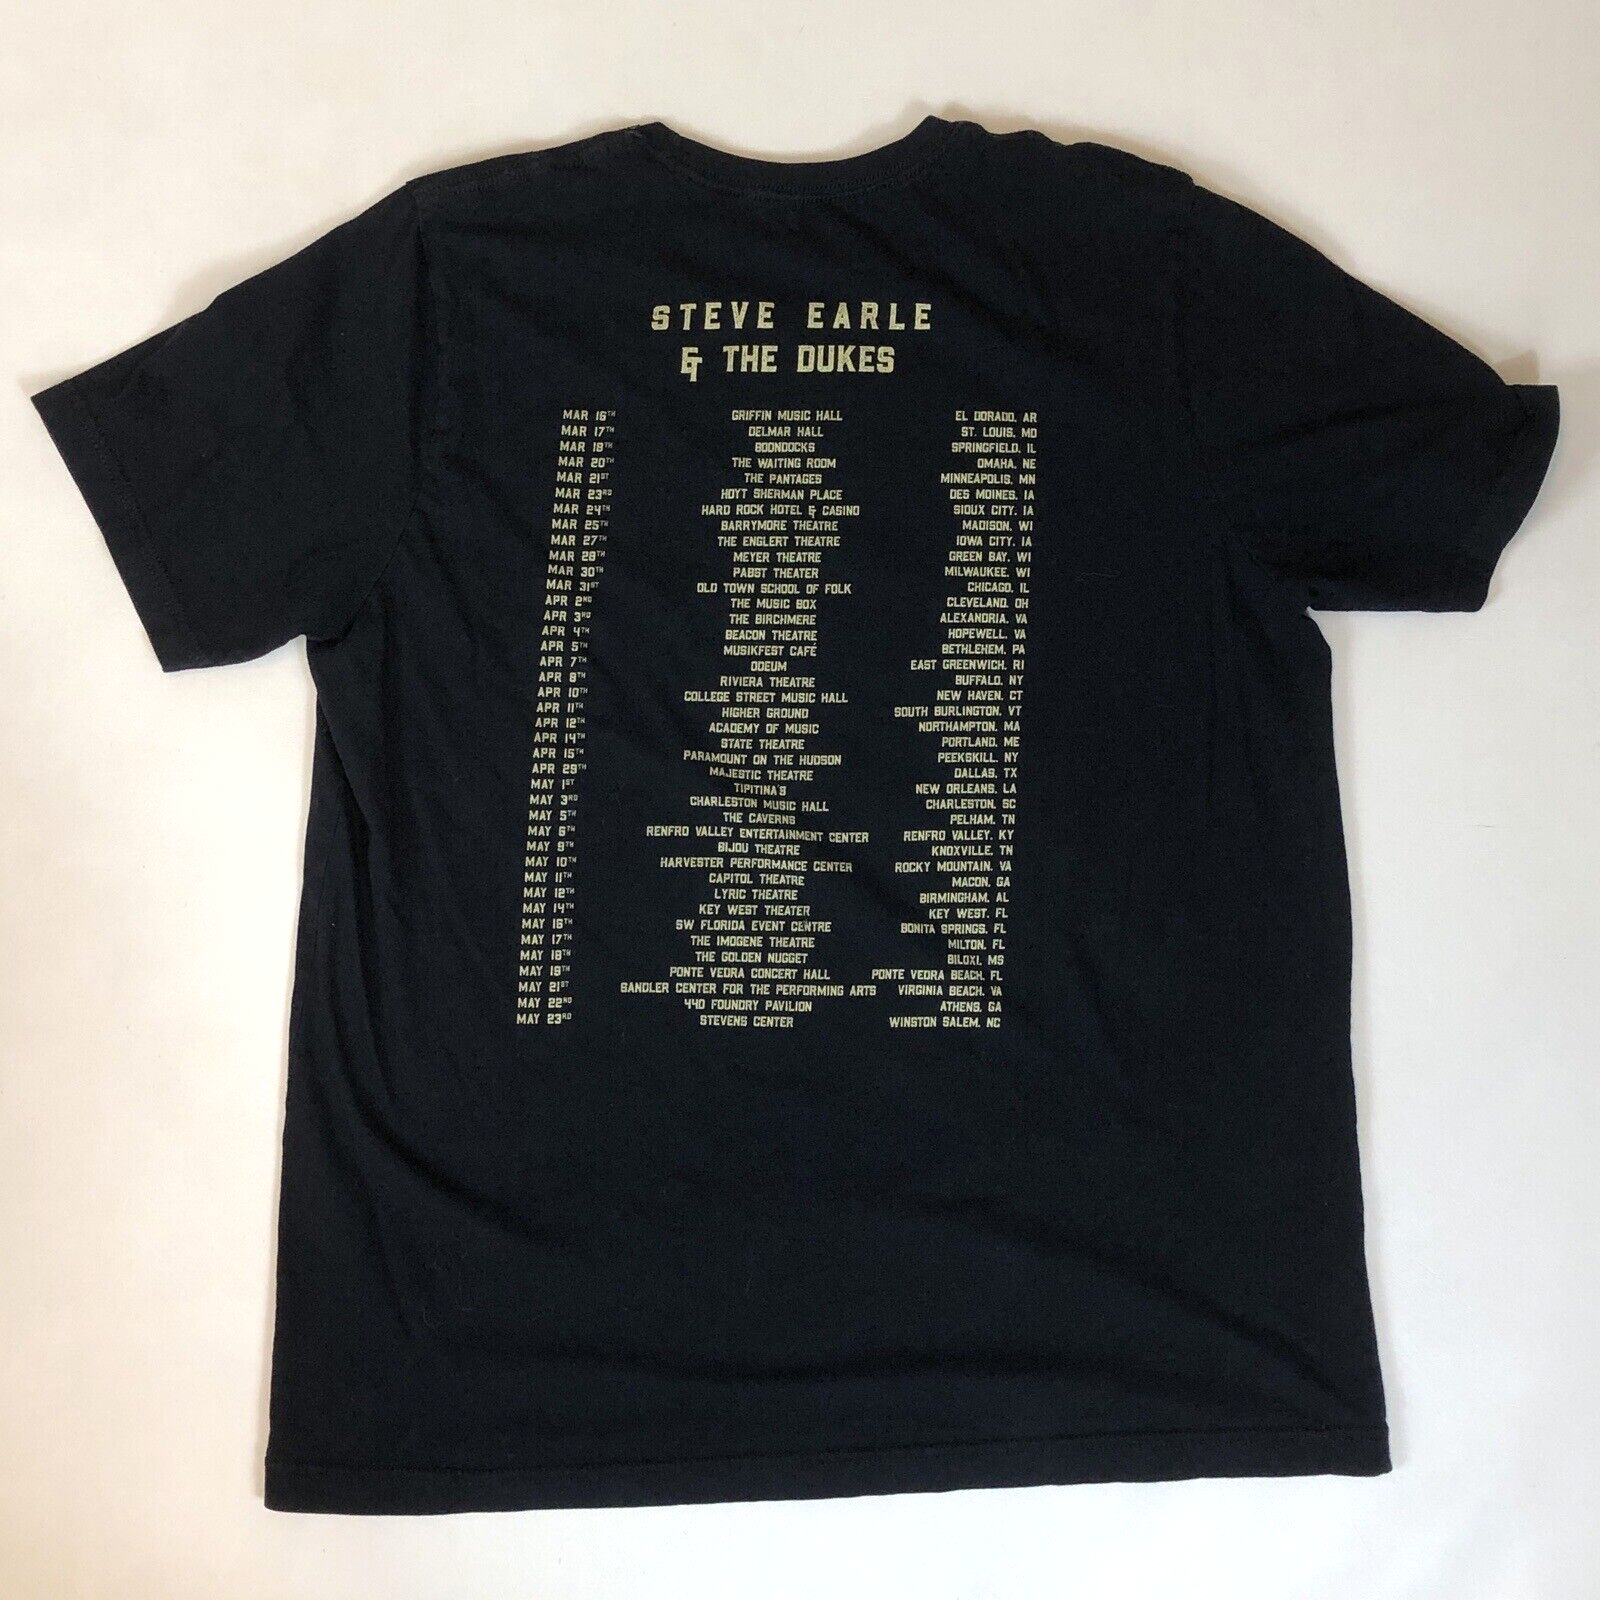 STEVE EARLE
& THE DUKES
MAR 16TH GRIFFIN MUSIC HALL EL DORADO, AR
MAR 17TH DELMAR HALL ST. LOUIS, MO
MAR 18TH BOONDOCKS SPRINGFIELD, IL
MAR 20TH THE WAITING ROOM OMAHA, NE
MAR 21ST THE PANTAGES MINNEAPOLIS, MN
MAR 23RD HOYT SHERMAN PLACE DES MOINES, IA
MAR 24TH HARD ROCK HOTEL & CASINO SIOUX CITY, IA
MAR 25TH BARRYMORE THEATRE MADISON, WI
MAR 27TH THE ENGLERT THEATRE IOWA CITY, IA
MAR 28TH MEYER THEATRE GREEN BAY, WI
MAR 30TH PABST THEATER MILWAUKEE, WI
MAR 31ST OLD TOWN SCHOOL OF FOLK CHICAGO, IL
APR 2ND THE MUSIC BOX CLEVELAND, OH
APR 3RD THE BIRCHMERE ALEXANDRIA, VA
APR 4TH BEACON THEATRE HOPEWELL, VA
APR 5TH MUSIKFEST CAFÉ BETHLEHEM, PA
APR 7TH ODEUM EAST GREENWICH, RI
APR 8TH RIVIERA THEATRE BUFFALO, NY
APR 10TH COLLEGE STREET MUSIC HALL NEW HAVEN, CT
APR 11TH HIGHER GROUND SOUTH BURLINGTON, VT
APR 12TH ACADEMY OF MUSIC NORTHAMPTON, MA
APR 14TH STATE THEATRE PORTLAND, ME
APR 15TH PARAMOUNT ON THE HUDSON PEEKSKILL, NY
APR 29TH MAJESTIC THEATRE DALLAS, TX
MAY 1ST TIPITINA'S NEW ORLEANS, LA
MAY 3RD CHARLESTON MUSIC HALL CHARLESTON, SC
MAY 5TH THE CAVERNS PELHAM, TN
MAY 6TH RENFRO VALLEY ENTERTAINMENT CENTER RENFRO VALLEY, KY
MAY 9TH BIJOU THEATRE KNOXVILLE, TN
MAY 10TH HARVESTER PERFORMANCE CENTER ROCKY MOUNTAIN, VA
MAY 11TH CAPITOL THEATRE MACON, GA
MAY 12TH LYRIC THEATRE BIRMINGHAM, AL
MAY 14TH KEY WEST THEATER KEY WEST, FL
MAY 16TH SW FLORIDA EVENT CENTRE BONITA SPRINGS, FL
MAY 17TH THE IMOGENE THEATRE MILTON, FL
MAY 18TH THE GOLDEN NUGGET BILOXI, MS
MAY 19TH PONTE VEDRA CONCERT HALL PONTE VEDRA BEACH, FL
MAY 21ST SANDLER CENTER FOR THE PERFORMING ARTS VIRGINIA BEACH, VA
MAY 22ND 440 FOUNDRY PAVILION ATHENS, GA
MAY 23RD STEVENS CENTER WINSTON SALEM, NC